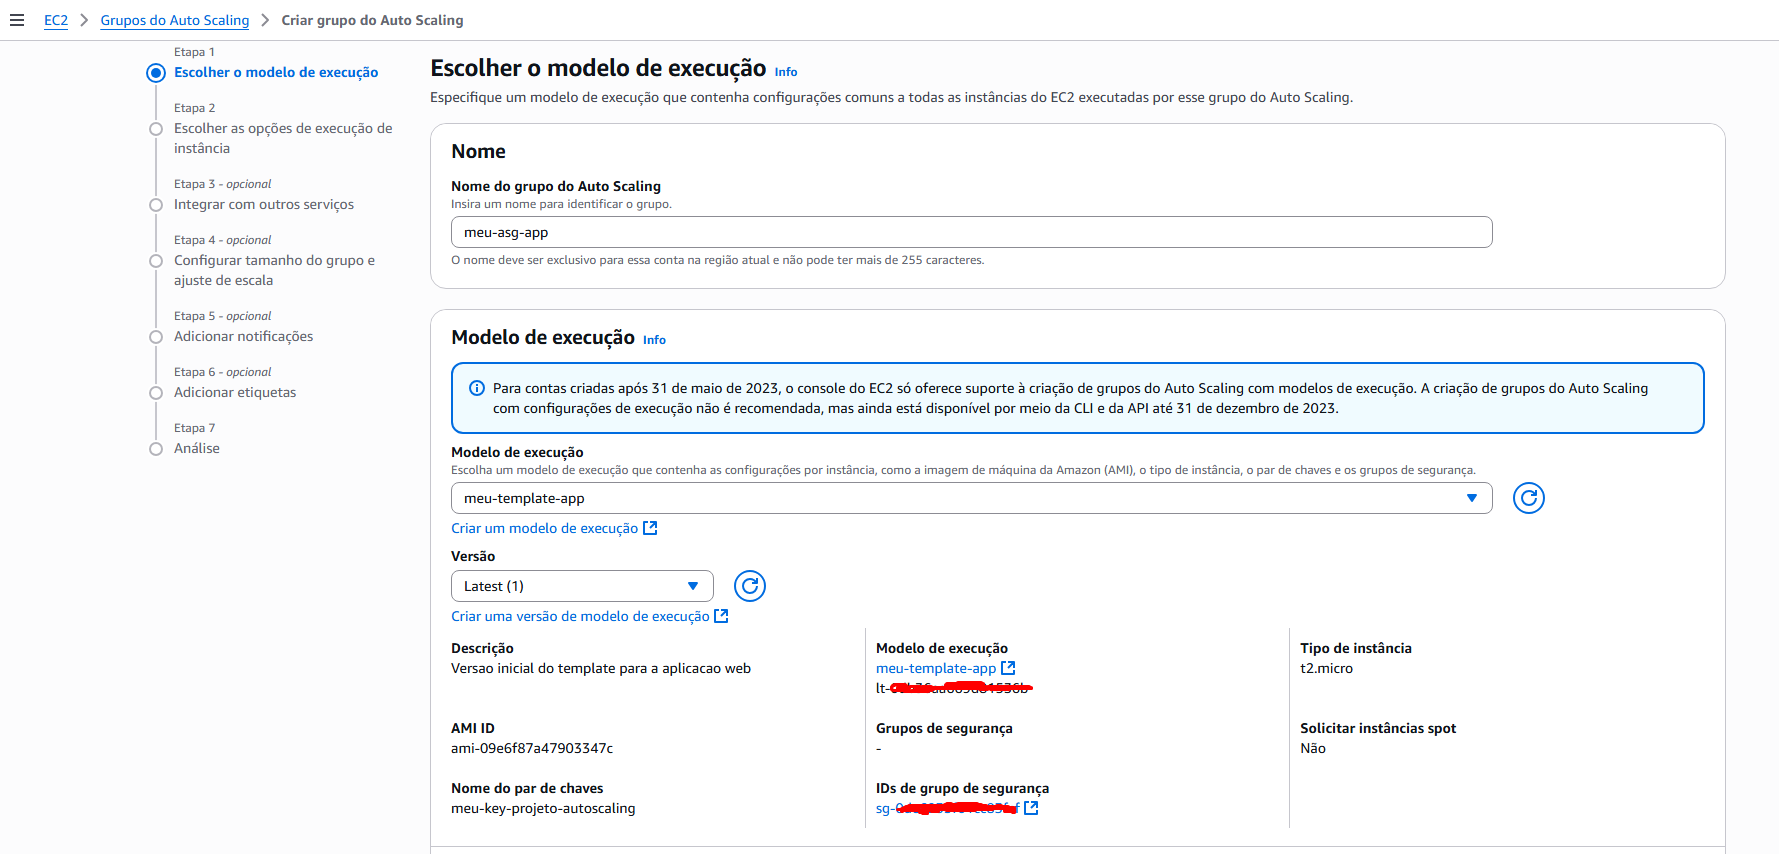 EC2 > Grupos do Auto Scaling > Criar grupo do Auto Scaling
Etapa 1
Escolher o modelo de execução
Etapa 2
Escolher as opções de execução de
instância
Etapa 3 - opcional
Integrar com outros serviços
Etapa 4 - opcional
Configurar tamanho do grupo e
ajuste de escala
Etapa 5 - opcional
Adicionar notificações
Etapa 6 - opcional
Adicionar etiquetas
Etapa 7
Análise
Escolher o modelo de execução Info
Especifique um modelo de execução que contenha configurações comuns a todas as instâncias do EC2 executadas por esse grupo do Auto Scaling.
Nome
Nome do grupo do Auto Scaling
Insira um nome para identificar o grupo.
meu-asg-app
O nome deve ser exclusivo para essa conta na região atual e não pode ter mais de 255 caracteres.
Modelo de execução Info
Para contas criadas após 31 de maio de 2023, o console do EC2 só oferece suporte à criação de grupos do Auto Scaling com modelos de execução. A criação de grupos do Auto Scaling
com configurações de execução não é recomendada, mas ainda está disponível por meio da CLI e da API até 31 de dezembro de 2023.
Modelo de execução
Escolha um modelo de execução que contenha as configurações por instância, como a imagem de máquina da Amazon (AMI), o tipo de instância, o par de chaves e os grupos de segurança.
meu-template-app
Criar um modelo de execução
Versão
Latest (1)
Criar uma versão de modelo de execução
Descrição
Versao inicial do template para a aplicacao web
Modelo de execução
meu-template-app
lt-
Tipo de instância
t2.micro
AMI ID
ami-09e6f87a47903347c
Grupos de segurança
-
Solicitar instâncias spot
Não
Nome do par de chaves
meu-key-projeto-autoscaling
IDs de grupo de segurança
sg-